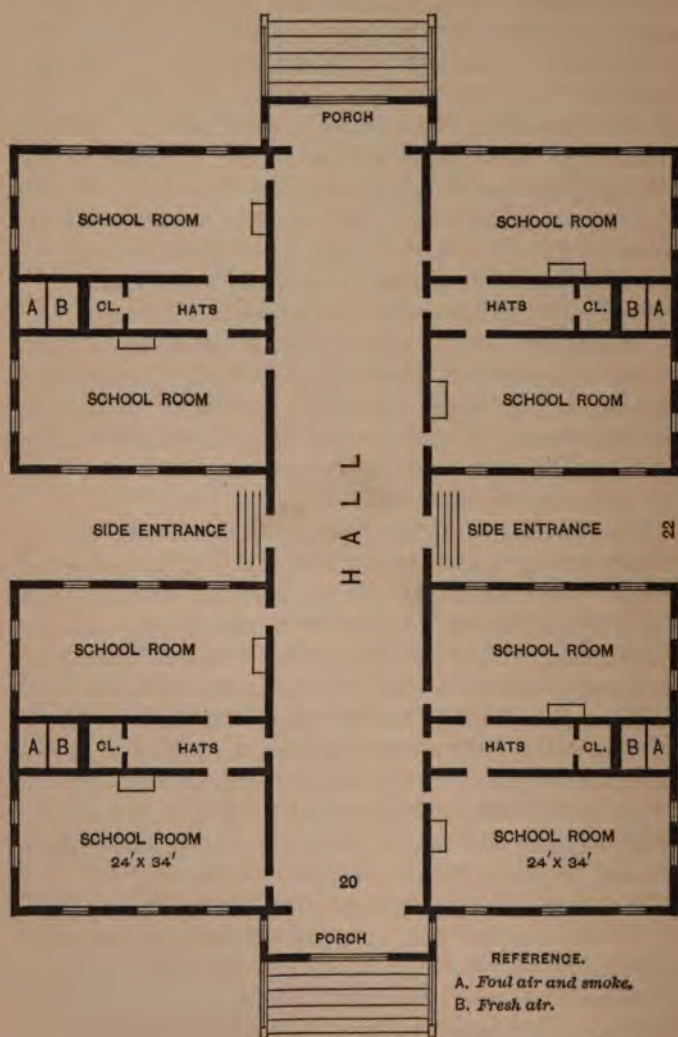 PORCH
SCHOOL ROOM
SCHOOL ROOM
A B CL. HATS
HATS CL. B A
SCHOOL ROOM
SCHOOL ROOM
HALL
SIDE ENTRANCE
SIDE ENTRANCE
22
SCHOOL ROOM
SCHOOL ROOM
A B CL. HATS
HATS CL. B A
SCHOOL ROOM
24' X 34'
SCHOOL ROOM
24' X 34'
20
PORCH
REFERENCE.
A. Foul air and smoke.
B. Fresh air.